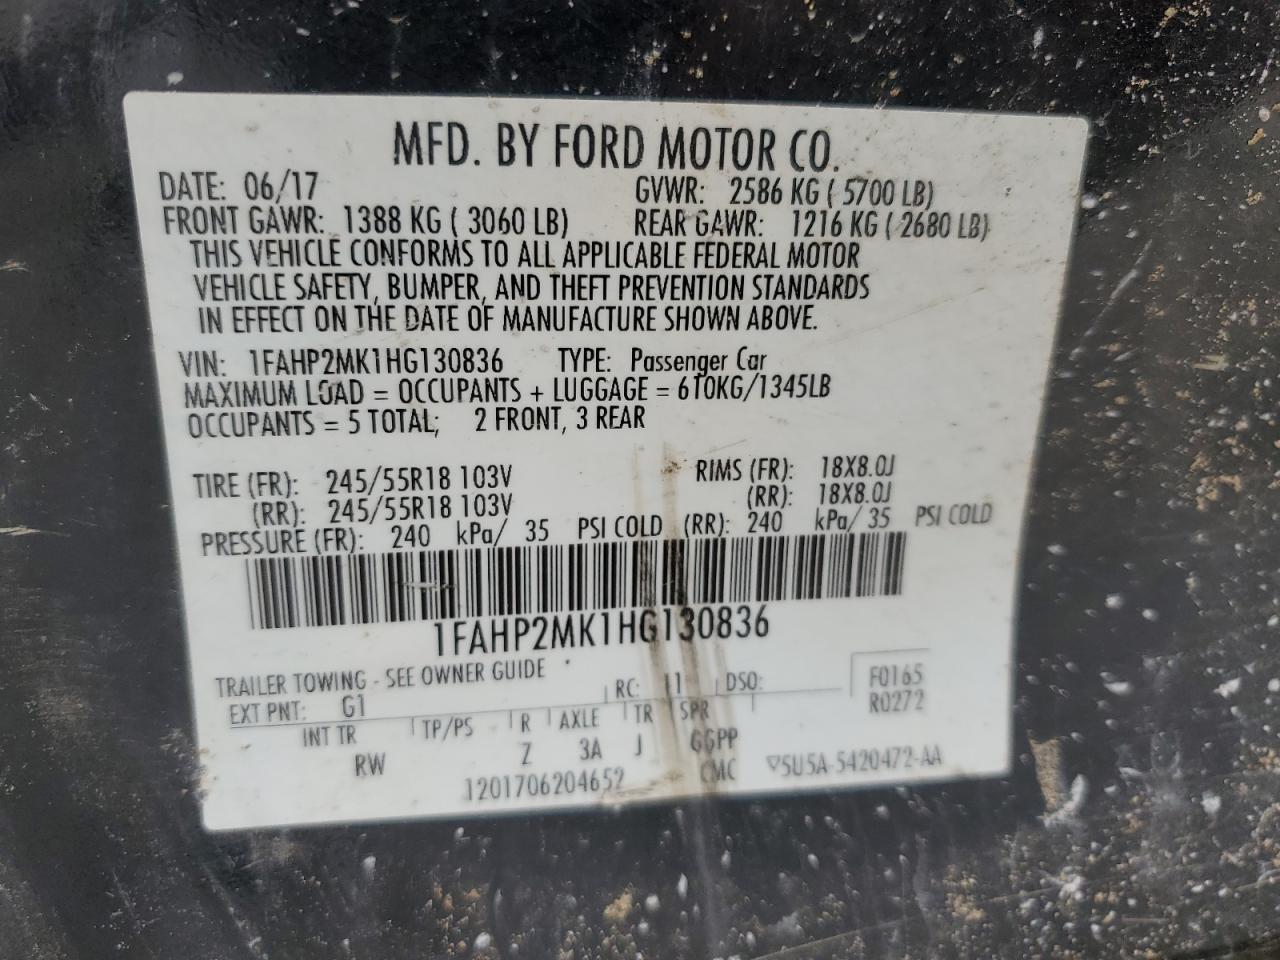 MFD. BY FORD MOTOR CO.
DATE: 06/17 GVWR: 2586 KG ( 5700 LB)
FRONT GAWR: 1388 KG ( 3060 LB) REAR GAWR: 1216 KG ( 2680 LB)
THIS VEHICLE CONFORMS TO ALL APPLICABLE FEDERAL MOTOR
VEHICLE SAFETY, BUMPER, AND THEFT PREVENTION STANDARDS
IN EFFECT ON THE DATE OF MANUFACTURE SHOWN ABOVE.
VIN: 1FAHP2MK1HG130836 TYPE: Passenger Car
MAXIMUM LOAD = OCCUPANTS + LUGGAGE = 610KG/1345LB
OCCUPANTS = 5 TOTAL; 2 FRONT, 3 REAR
TIRE (FR): 245/55R18 103V RIMS (FR): 18X8.0J
(RR): 245/55R18 103V (RR): 18X8.0J
PRESSURE (FR): 240 kPa/ 35 PSI COLD (RR): 240 kPa/ 35 PSI COLD
1FAHP2MK1HG130836
TRAILER TOWING - SEE OWNER GUIDE
EXT PNT: G1 RC: 11 DSO: F0165
R0272
INT TR TP/PS R AXLE TR SPR
RW Z 3A J GGPP
1201706204652 CMC 5U5A-5420472-AA